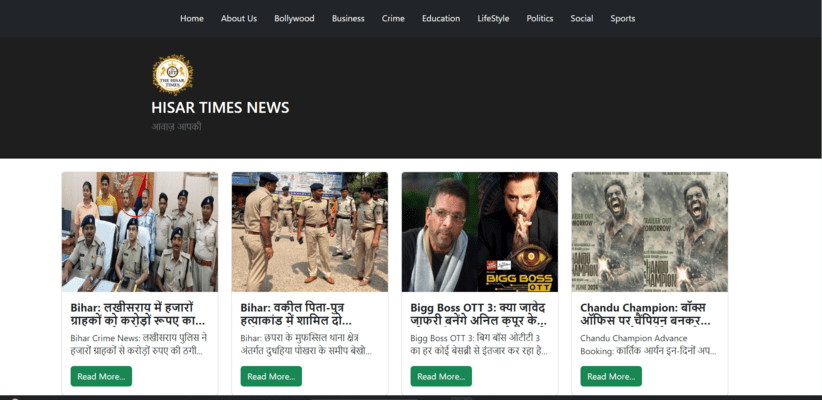 Home About Us Bollywood Business Crime Education LifeStyle Politics Social Sports
THE HISAR
TIMES
HISAR TIMES NEWS
आवाज़ आपकी
BIGG BOSS
OTT
TRAILER OUT
TOMORROW
CHANDU
CHAMPION
JUNE 2024
Bihar: लखीसराय में हजारों
ग्राहकों को करोड़ों रूपए का...
Bihar Crime News: लखीसराय पुलिस ने
हजारों ग्राहकों से करोड़ों रुपए की ठगी...
Read More...
Bihar: वकील पिता-पुत्र
हत्याकांड में शामिल दो
Bihar: छपरा के मुफस्सिल थाना क्षेत्र
अंतर्गत दुधहिया पोखरा के समीप बेखौ...
Read More...
Bigg Boss OTT 3: क्या जावेद
जाफरी बनेंगे अनिल कपूर के...
Bigg Boss OTT 3: बिग बॉस ओटीटी 3
का हर कोई बेसब्री से इंतजार कर रहा है...
Read More...
Chandu Champion: बॉक्स
ऑफिस पर चैंपियन बनकर
Chandu Champion Advance
Booking: कार्तिक आर्यन इन-दिनों अप...
Read More...